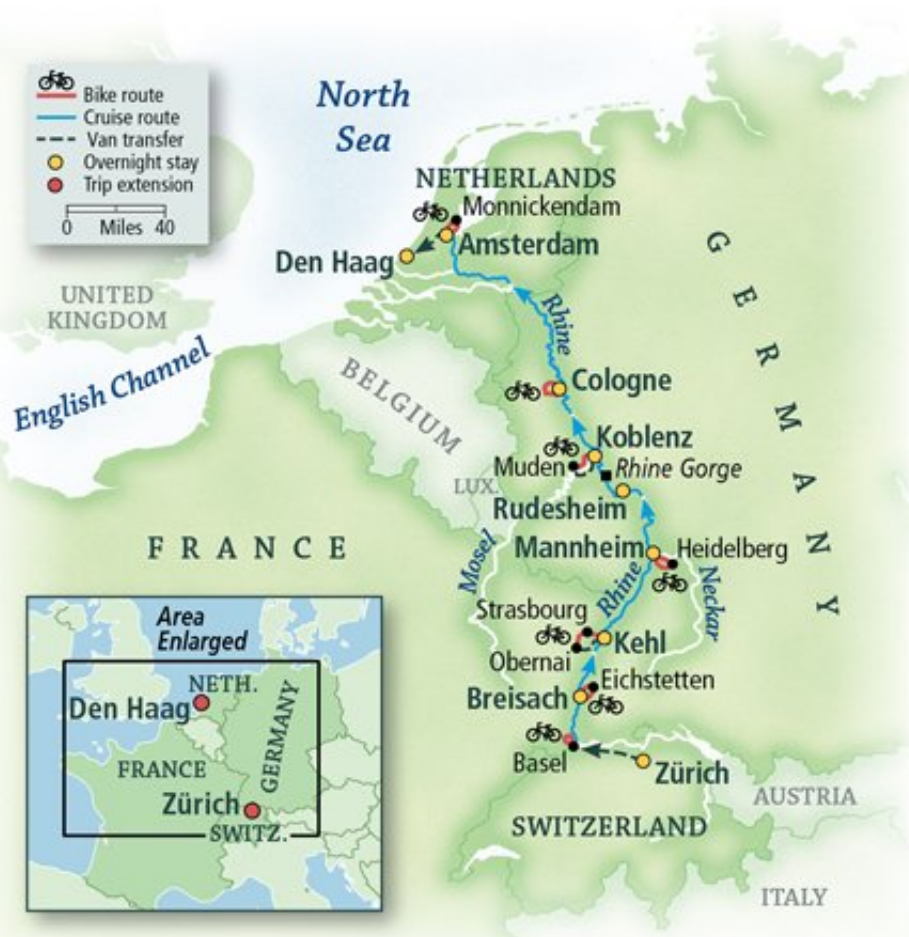 Bike route
Cruise route
Van transfer
Overnight stay
Trip extension
0 Miles 40
North
Sea
NETHERLANDS
Monnickendam
Amsterdam
Den Haag
UNITED
KINGDOM
English Channel
BELGIUM
Rhine
GERMANY
Cologne
Koblenz
Muden
Rhine Gorge
LUX.
Rudesheim
FRANCE
Mosel
Mannheim
Heidelberg
Rhine
Neckar
Strasbourg
Kehl
Obernai
Eichstetten
Breisach
Basel
Zürich
AUSTRIA
SWITZERLAND
ITALY
Area
Enlarged
NETH.
Den Haag
GERMANY
FRANCE
Zürich
SWITZ.